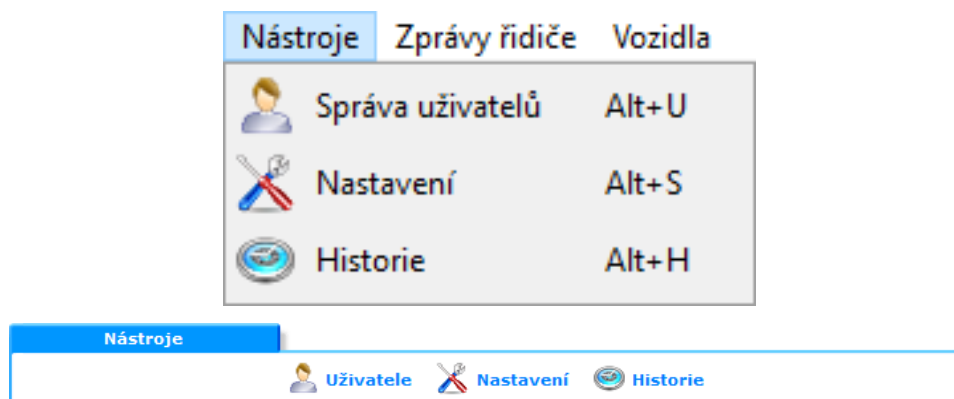 Nástroje Zprávy řidiče Vozidla
Správa uživatelů Alt+U
Nastavení Alt+S
Historie Alt+H
Nástroje
Uživatele Nastavení Historie